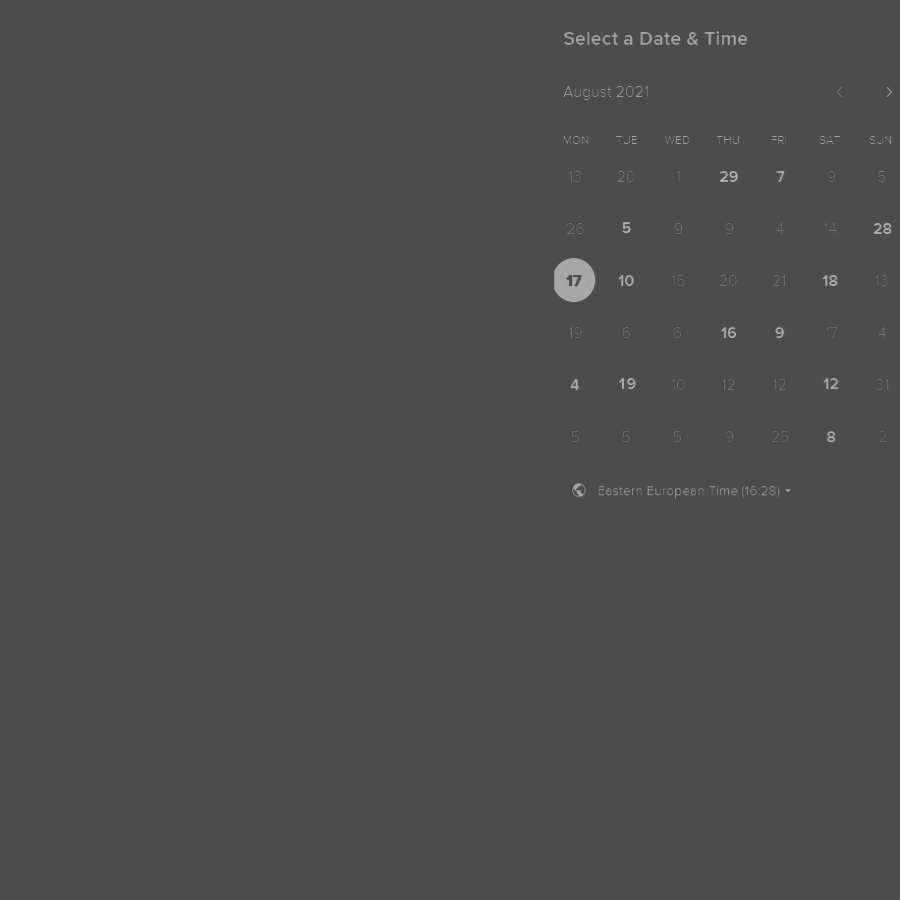 Select a Date & Time
August 2021
MON TUE WED THU FRI SAT SUN
13 20 1 29 7 9 5
26 5 9 9 4 14 28
17 10 15 20 21 18 13
19 6 6 16 9 17 4
4 19 10 12 12 12 31
5 5 5 9 25 8 2
Eastern European Time (16:28)